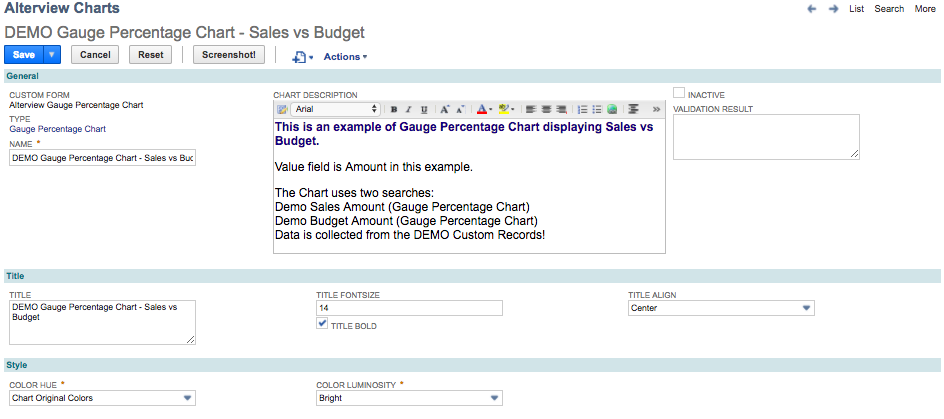 Alterview Charts
List Search More
DEMO Gauge Percentage Chart - Sales vs Budget
Save Cancel Reset Screenshot! Actions
General
CUSTOM FORM
Alterview Gauge Percentage Chart
TYPE
Gauge Percentage Chart
NAME *
DEMO Gauge Percentage Chart - Sales vs Bud
CHART DESCRIPTION
Arial B I U A A A
This is an example of Gauge Percentage Chart displaying Sales vs
Budget.
Value field is Amount in this example.
The Chart uses two searches:
Demo Sales Amount (Gauge Percentage Chart)
Demo Budget Amount (Gauge Percentage Chart)
Data is collected from the DEMO Custom Records!
INACTIVE
VALIDATION RESULT
Title
TITLE
DEMO Gauge Percentage Chart - Sales vs
Budget
TITLE FONTSIZE
14
TITLE BOLD
TITLE ALIGN
Center
Style
COLOR HUE *
Chart Original Colors
COLOR LUMINOSITY *
Bright